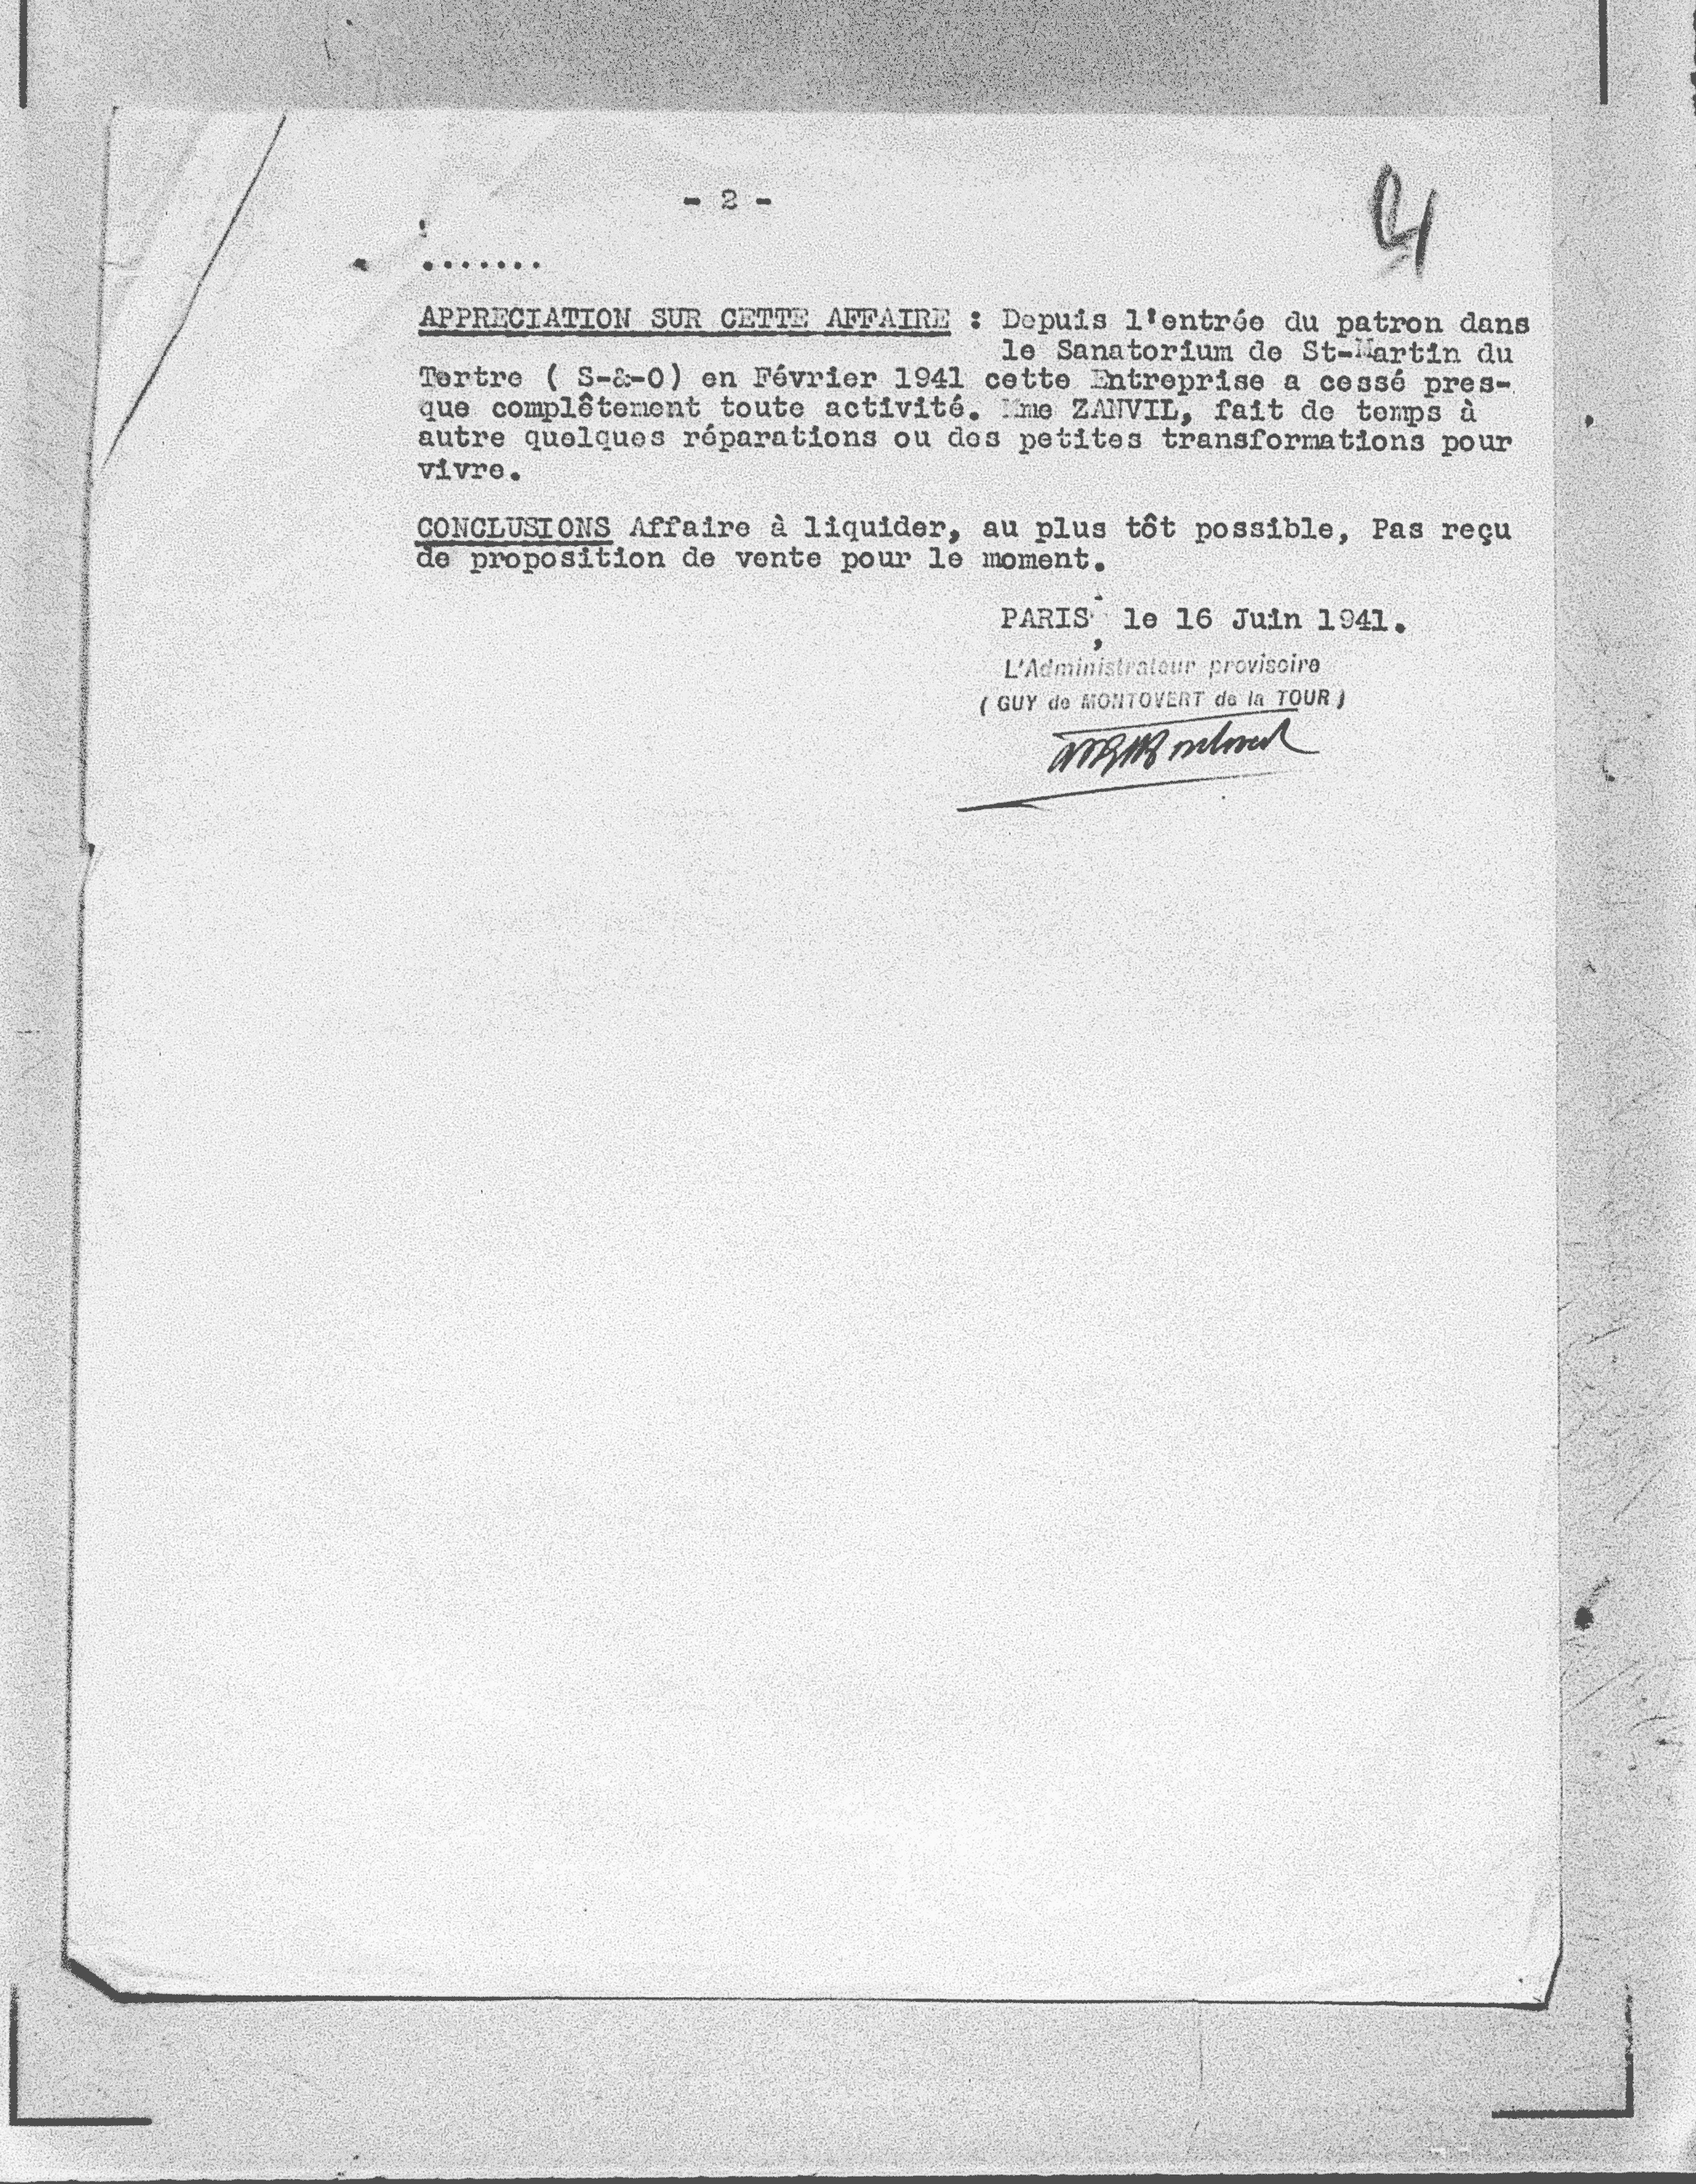 - 2 -
.......
APPRECIATION SUR CETTE AFFAIRE : Depuis l'entrée du patron dans
le Sanatorium de St-Martin du
Tertre ( S-&-O) en Février 1941 cette Entreprise a cessé pres-
que complêtement toute activité. Mme ZANVIL, fait de temps à
autre quelques réparations ou des petites transformations pour
vivre.
CONCLUSIONS Affaire à liquider, au plus tôt possible, Pas reçu
de proposition de vente pour le moment.
PARIS, le 16 Juin 1941.
L'Administrateur provisoire
( GUY de MONTOVERT de la TOUR )